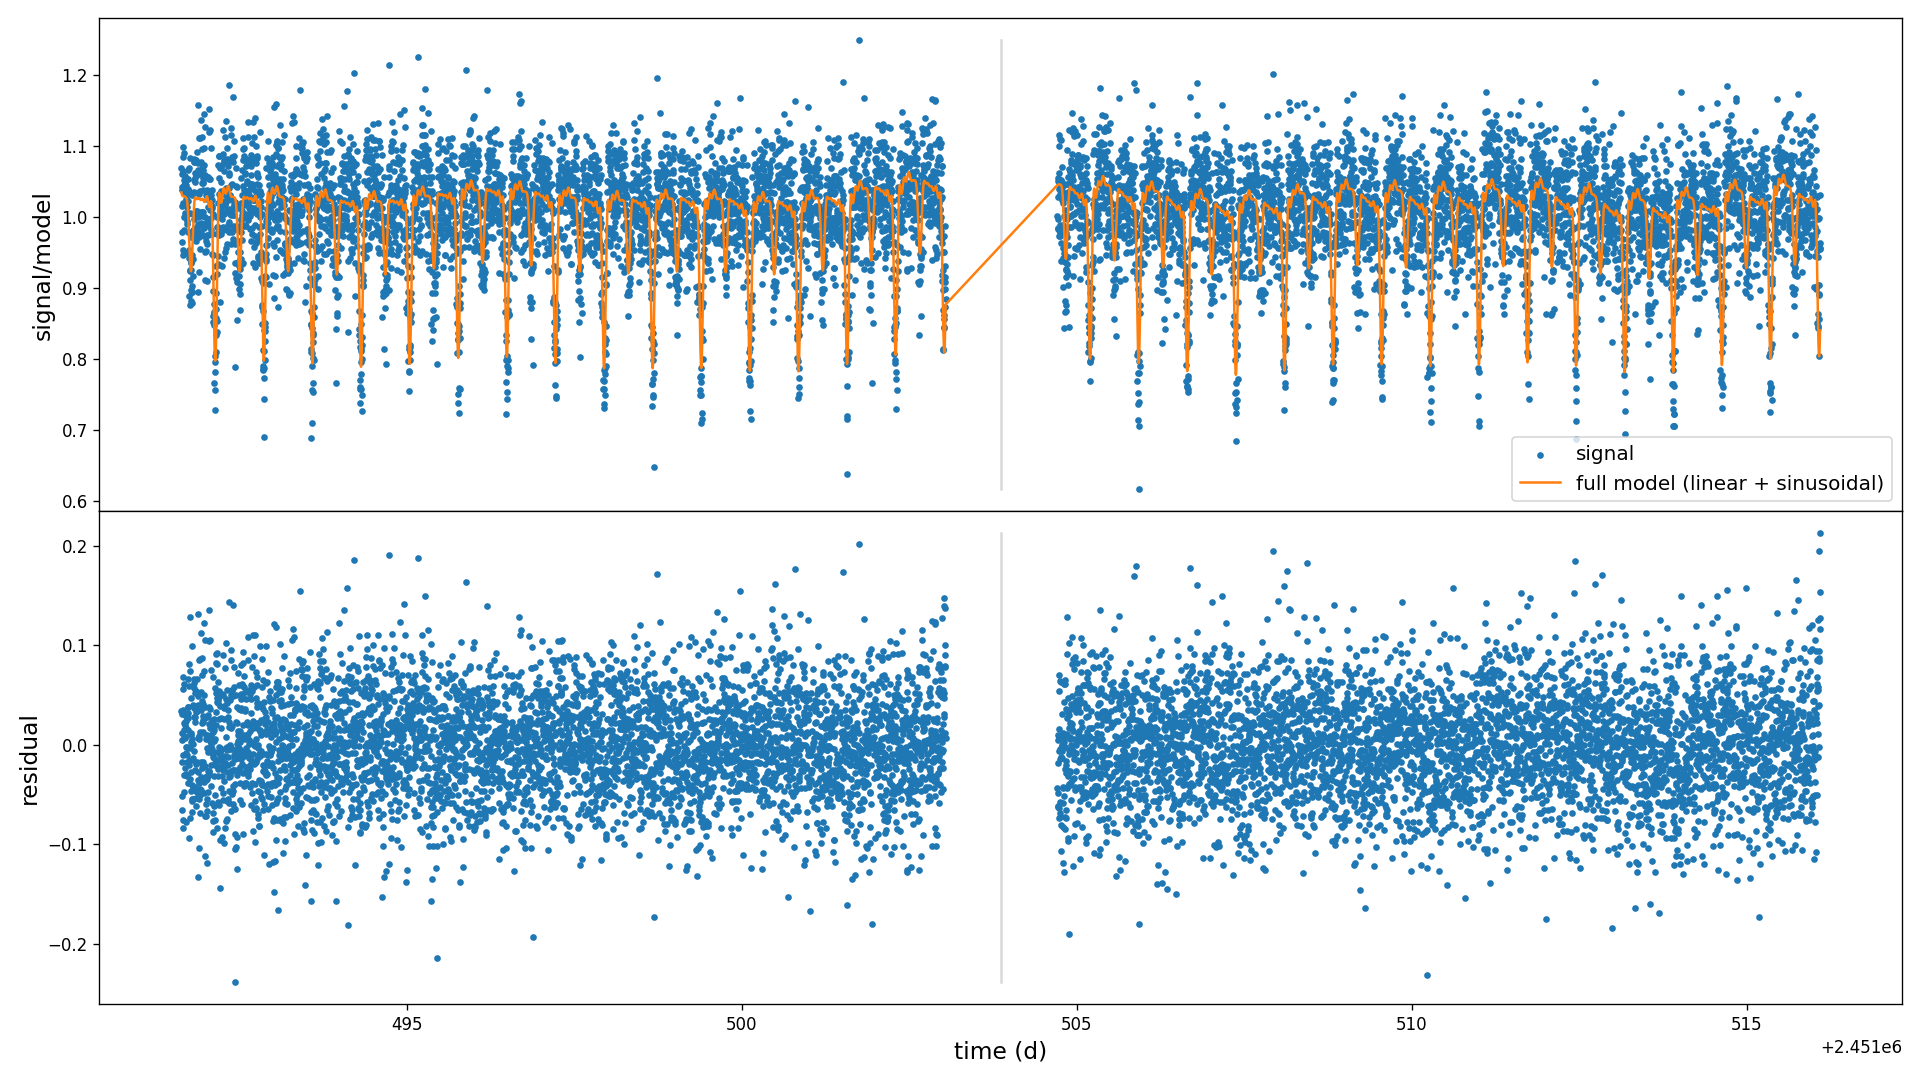 1.2
1.1
1.0
0.9
0.8
0.7
0.6
signal/model
signal
full model (linear + sinusoidal)
0.2
0.1
0.0
−0.1
−0.2
residual
495 500 505 510 515
time (d)
+2.451e6